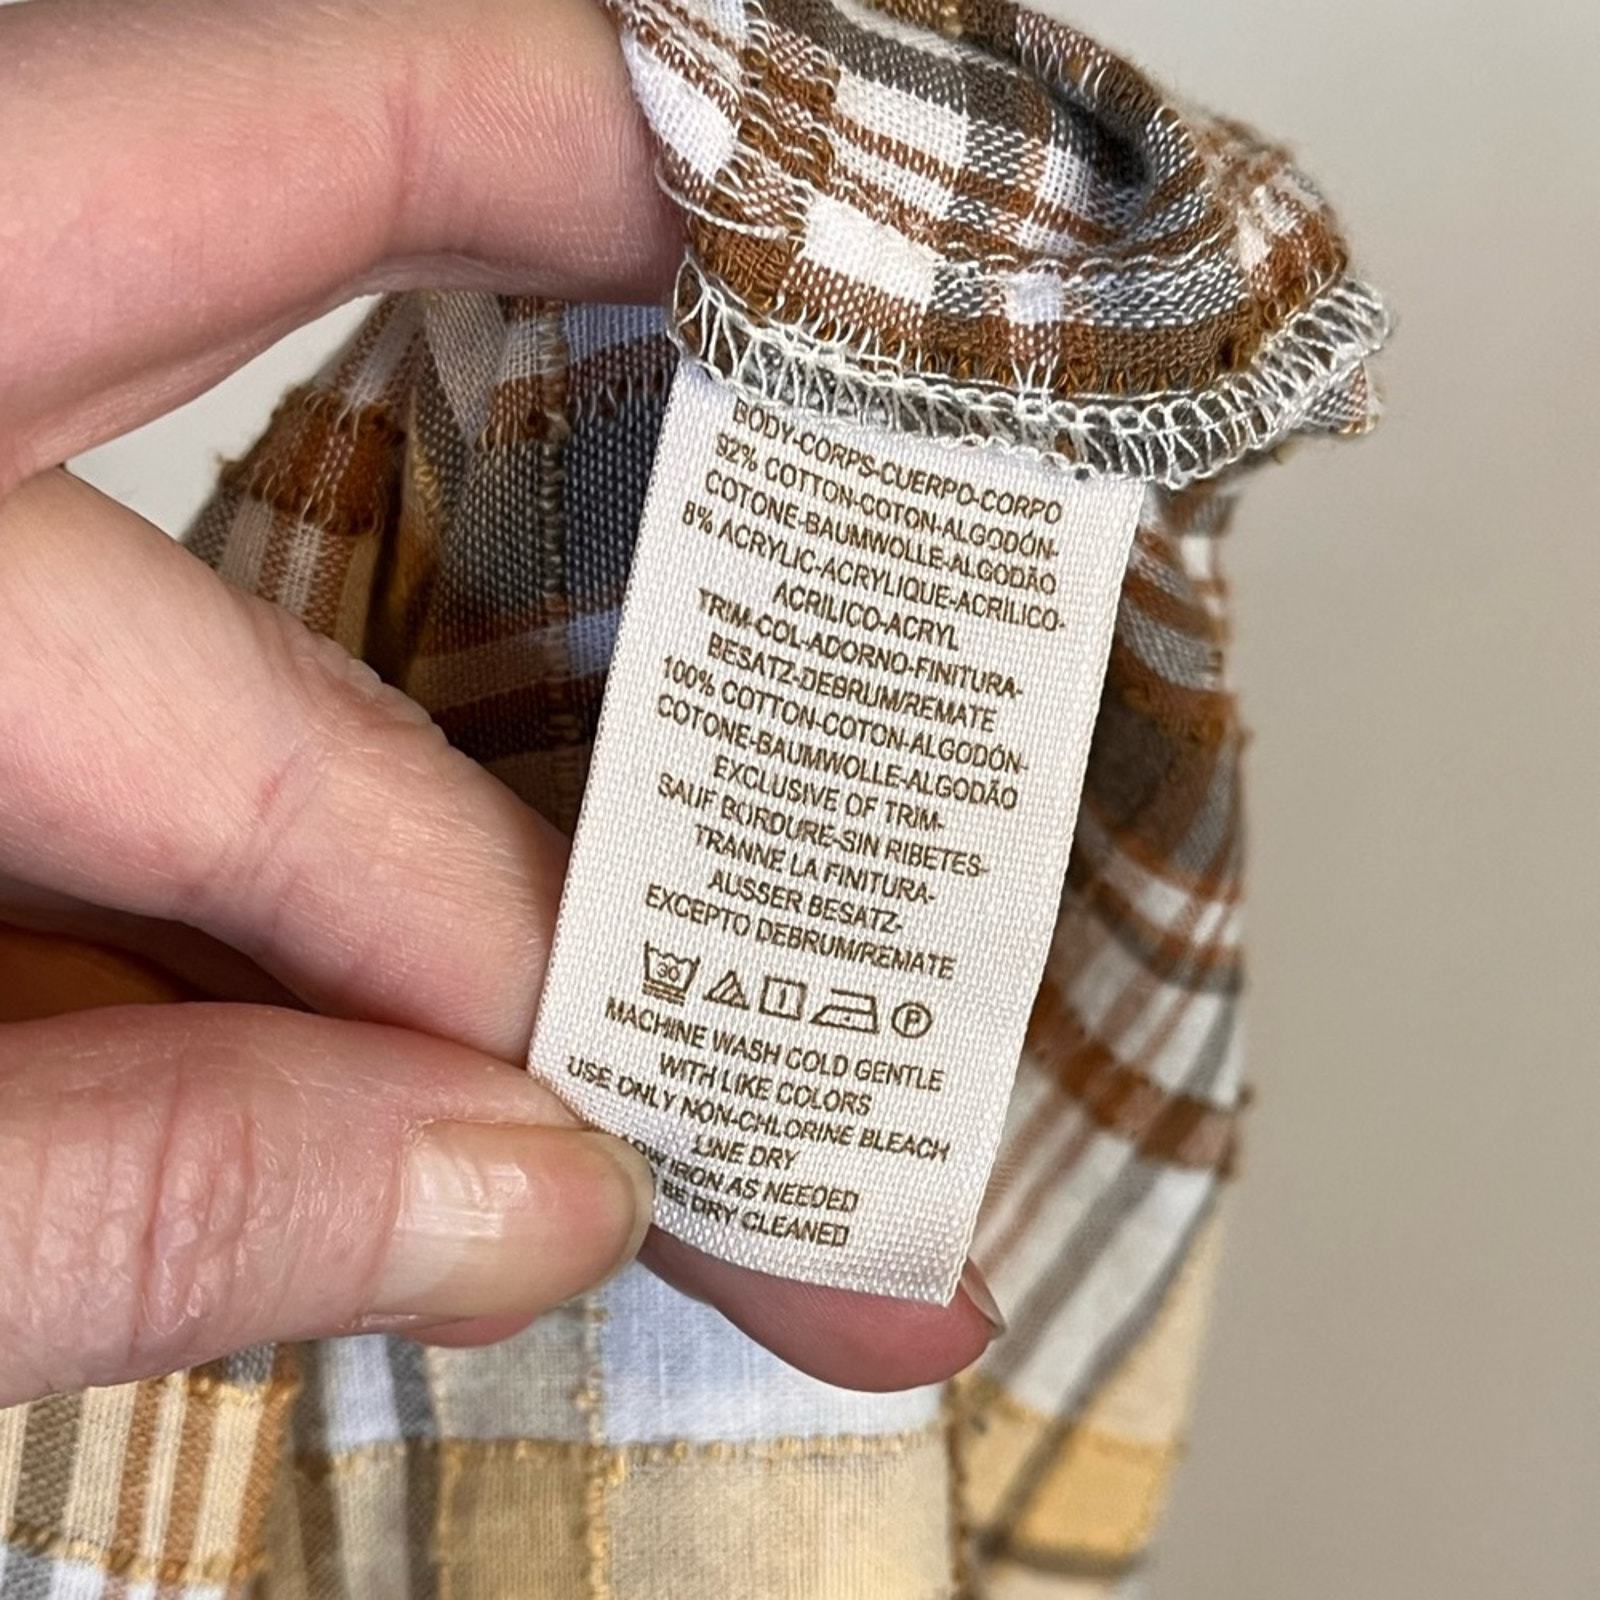 BODY-CORPS-CUERPO-CORPO
92% COTTON-COTON-ALGODÓN-
COTONE-BAUMWOLLE-ALGODÃO
8% ACRYLIC-ACRYLIQUE-ACRILICO-
ACRILICO-ACRYL
TRIM-COL-ADORNO-FINITURA-
BESATZ-DEBRUM/REMATE
100% COTTON-COTON-ALGODÓN-
COTONE-BAUMWOLLE-ALGODÃO
EXCLUSIVE OF TRIM-
SAUF BORDURE-SIN RIBETES-
TRANNE LA FINITURA-
AUSSER BESATZ-
EXCEPTO DEBRUM/REMATE
30 P
MACHINE WASH COLD GENTLE
WITH LIKE COLORS
USE ONLY NON-CHLORINE BLEACH
LINE DRY
IRON AS NEEDED
BE DRY CLEANED